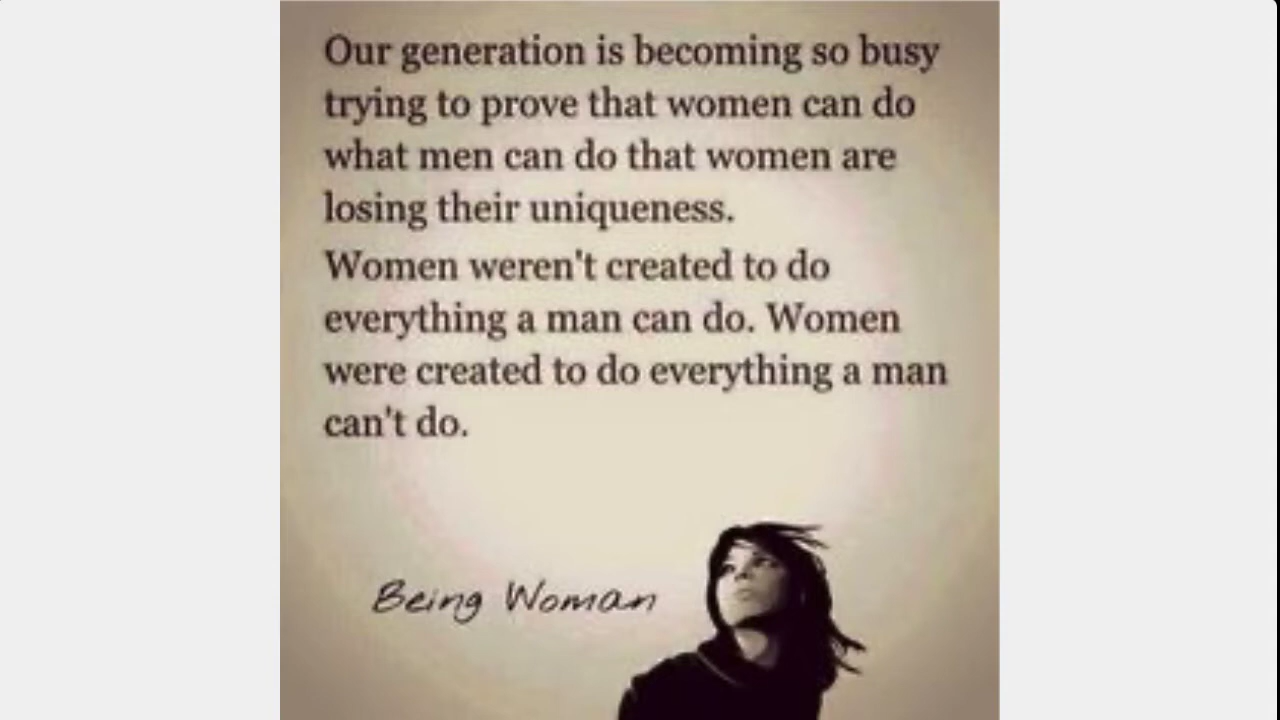 Our generation is becoming so busy
trying to prove that women can do
what men can do that women are
losing their uniqueness.
Women weren't created to do
everything a man can do. Women
were created to do everything a man
can't do.
Being Woman